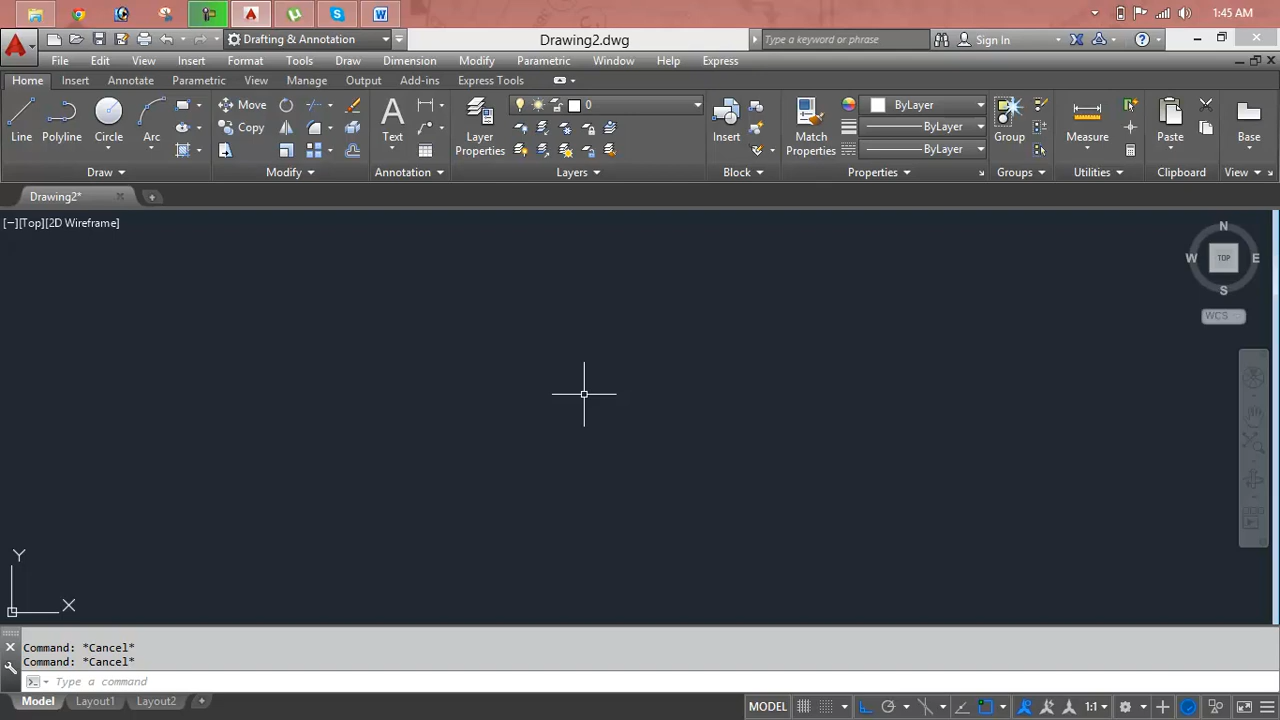 1:45 AM
Drafting & Annotation
Drawing2.dwg
Type a keyword or phrase
Sign In
File Edit View Insert Format Tools Draw Dimension Modify Parametric Window Help Express
Home Insert Annotate Parametric View Manage Output Add-ins Express Tools
Move
0
ByLayer
Copy
ByLayer
Line Polyline Circle Arc Text Layer Properties Insert Match Properties Group Measure Paste Base
ByLayer
Draw Modify Annotation Layers Block Properties Groups Utilities Clipboard View
Drawing2*
[−][Top][2D Wireframe]
N
W TOP E
S
WCS
Y
X
Command: *Cancel*
Command: *Cancel*
Type a command
Model Layout1 Layout2
MODEL
1:1